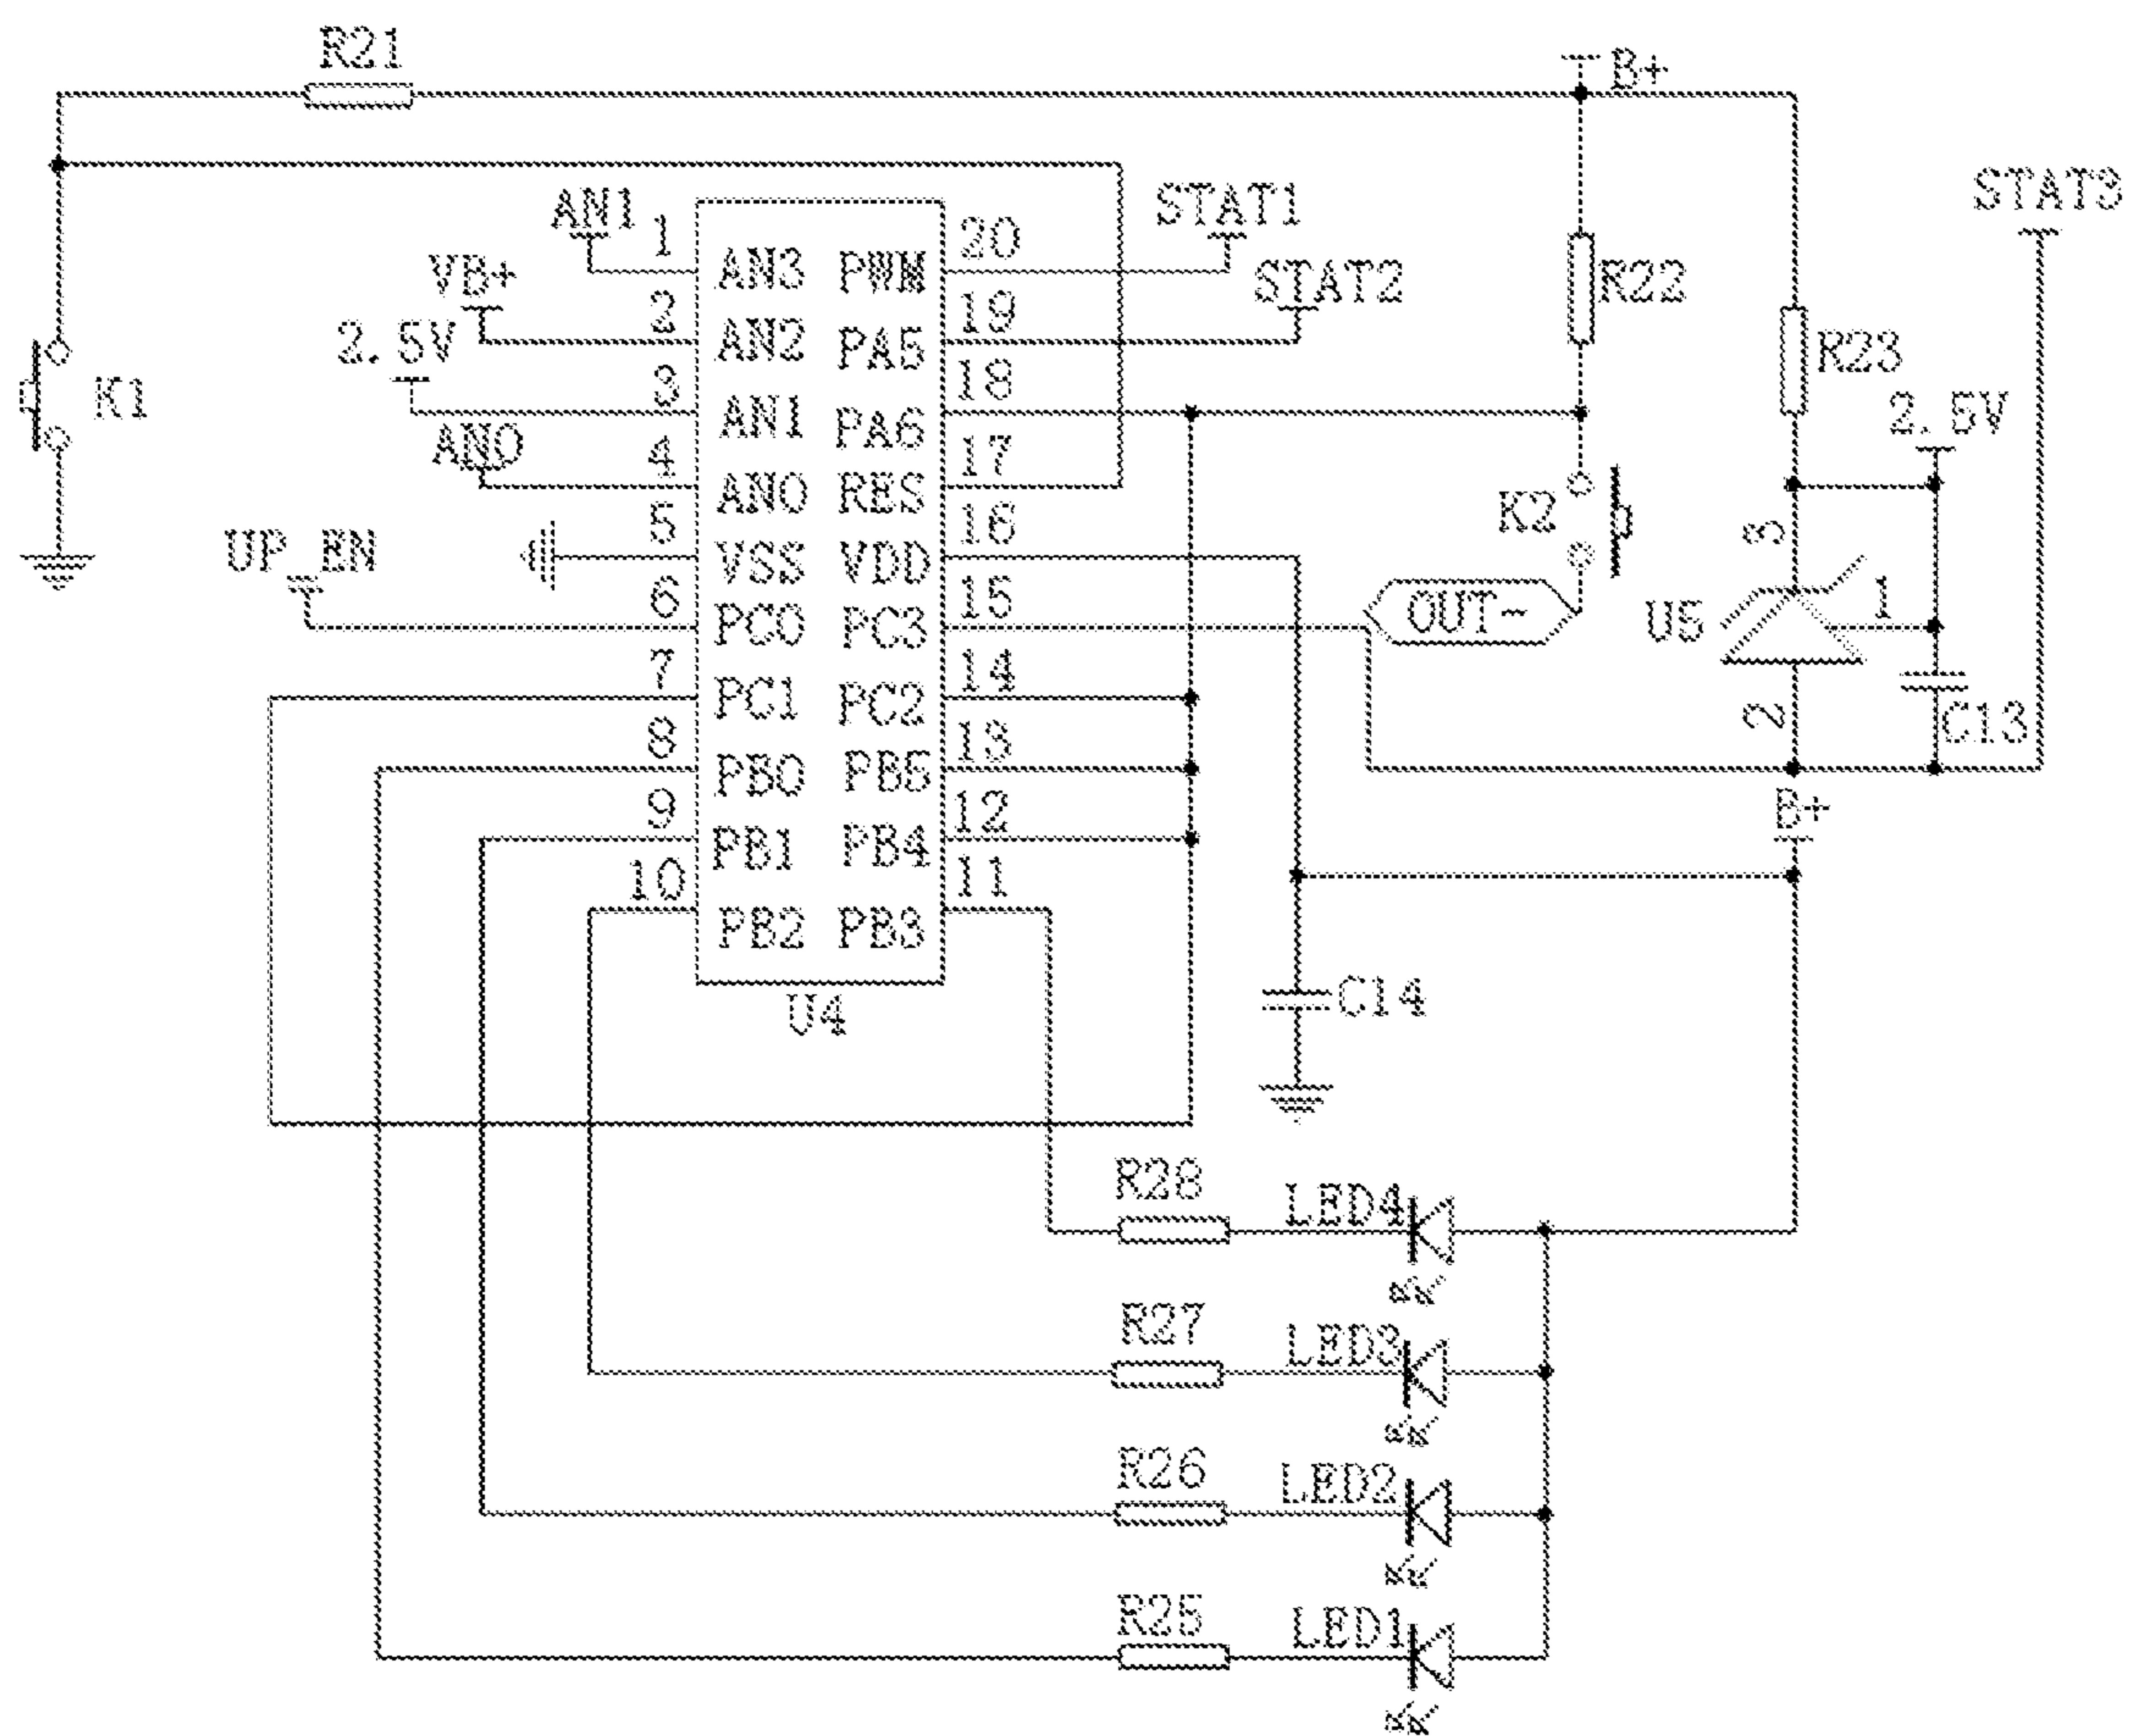 R21
B+
STAT3
AN1
1
20
STAT1
AN3
PWM
VB+
2
19
STAT2
R22
AN2
PA5
2.5V
3
18
R23
K1
AN1
PA6
2.5V
AN0
4
17
AN0
RES
K2
3
5
16
UP_EN
VSS
VDD
6
15
OUT-
U5
1
PC0
PC3
7
14
PC1
PC2
2
C13
8
13
PB0
PB5
B+
9
12
PB1
PB4
10
11
PB2
PB3
U4
C14
R28
LED4
R27
LED3
R26
LED2
R25
LED1